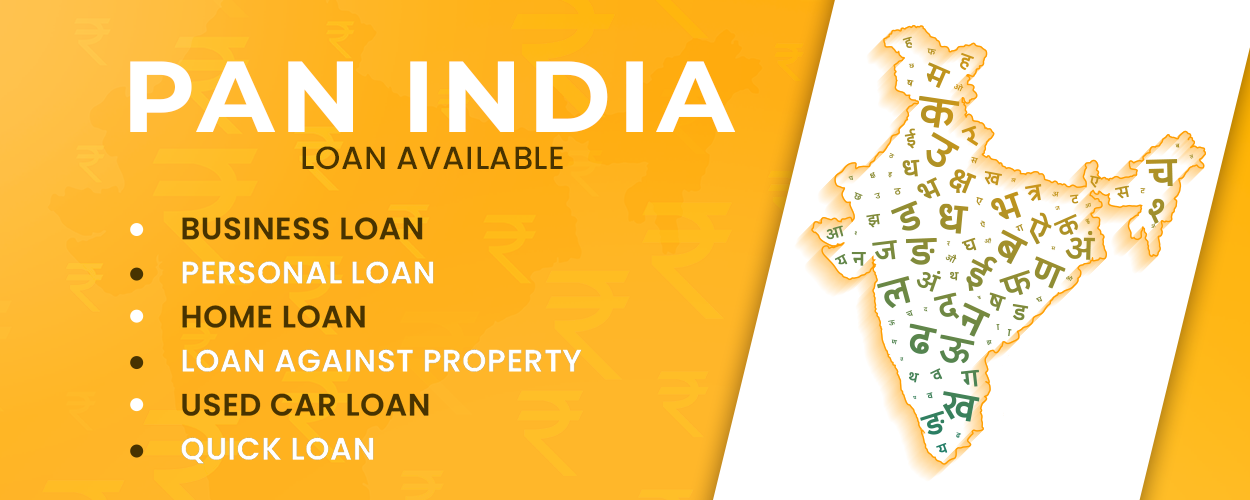 PAN INDIA
LOAN AVAILABLE
BUSINESS LOAN
PERSONAL LOAN
HOME LOAN
LOAN AGAINST PROPERTY
USED CAR LOAN
QUICK LOAN
ह
ह
म
क
ई
उ
ध
भ
क्ष
ख
भ
त्र
स
च
झ
ड
ध
क
आ
य
न
ज
ङ
घ
ब
अं
ल
अं
ई
फ
ण
ष
ड
न
ढ
ऊ
थ
व
ग
ङ
ख
य